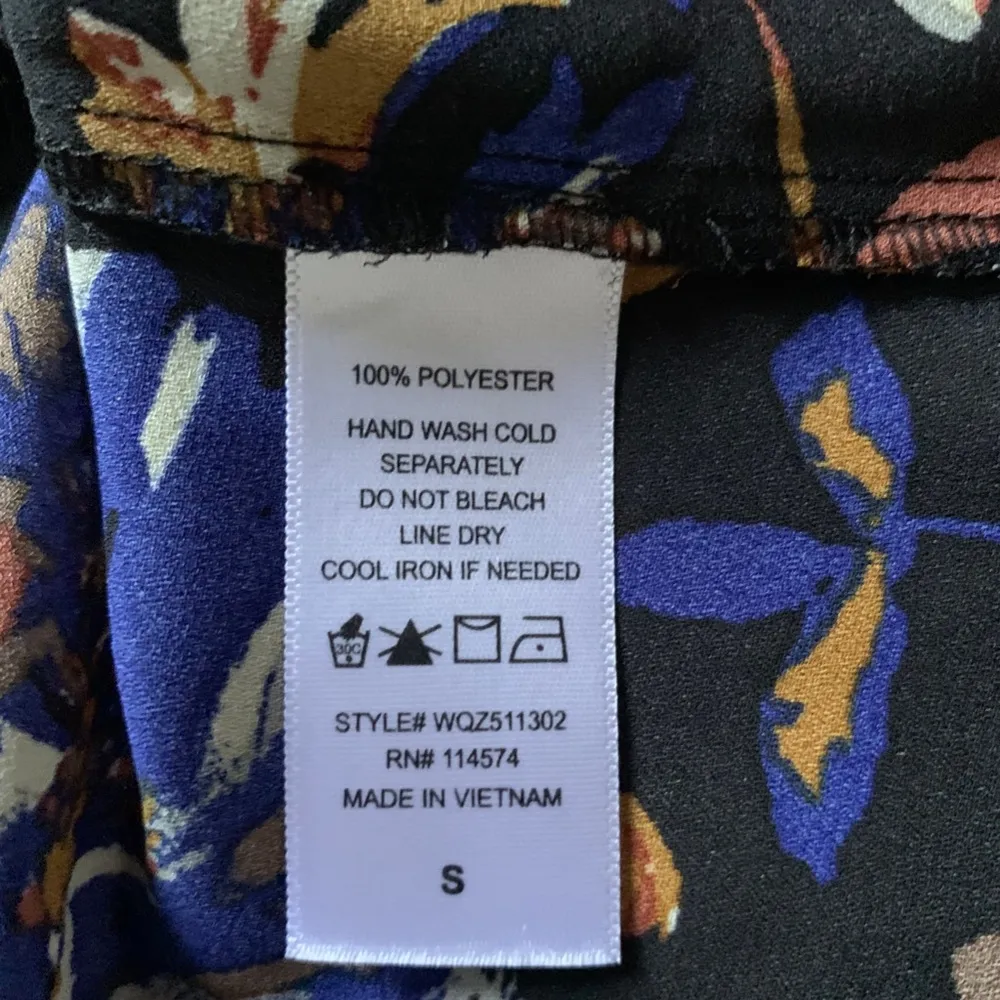 100% POLYESTER
HAND WASH COLD
SEPARATELY
DO NOT BLEACH
LINE DRY
COOL IRON IF NEEDED
30C
STYLE# WQZ511302
RN# 114574
MADE IN VIETNAM
S